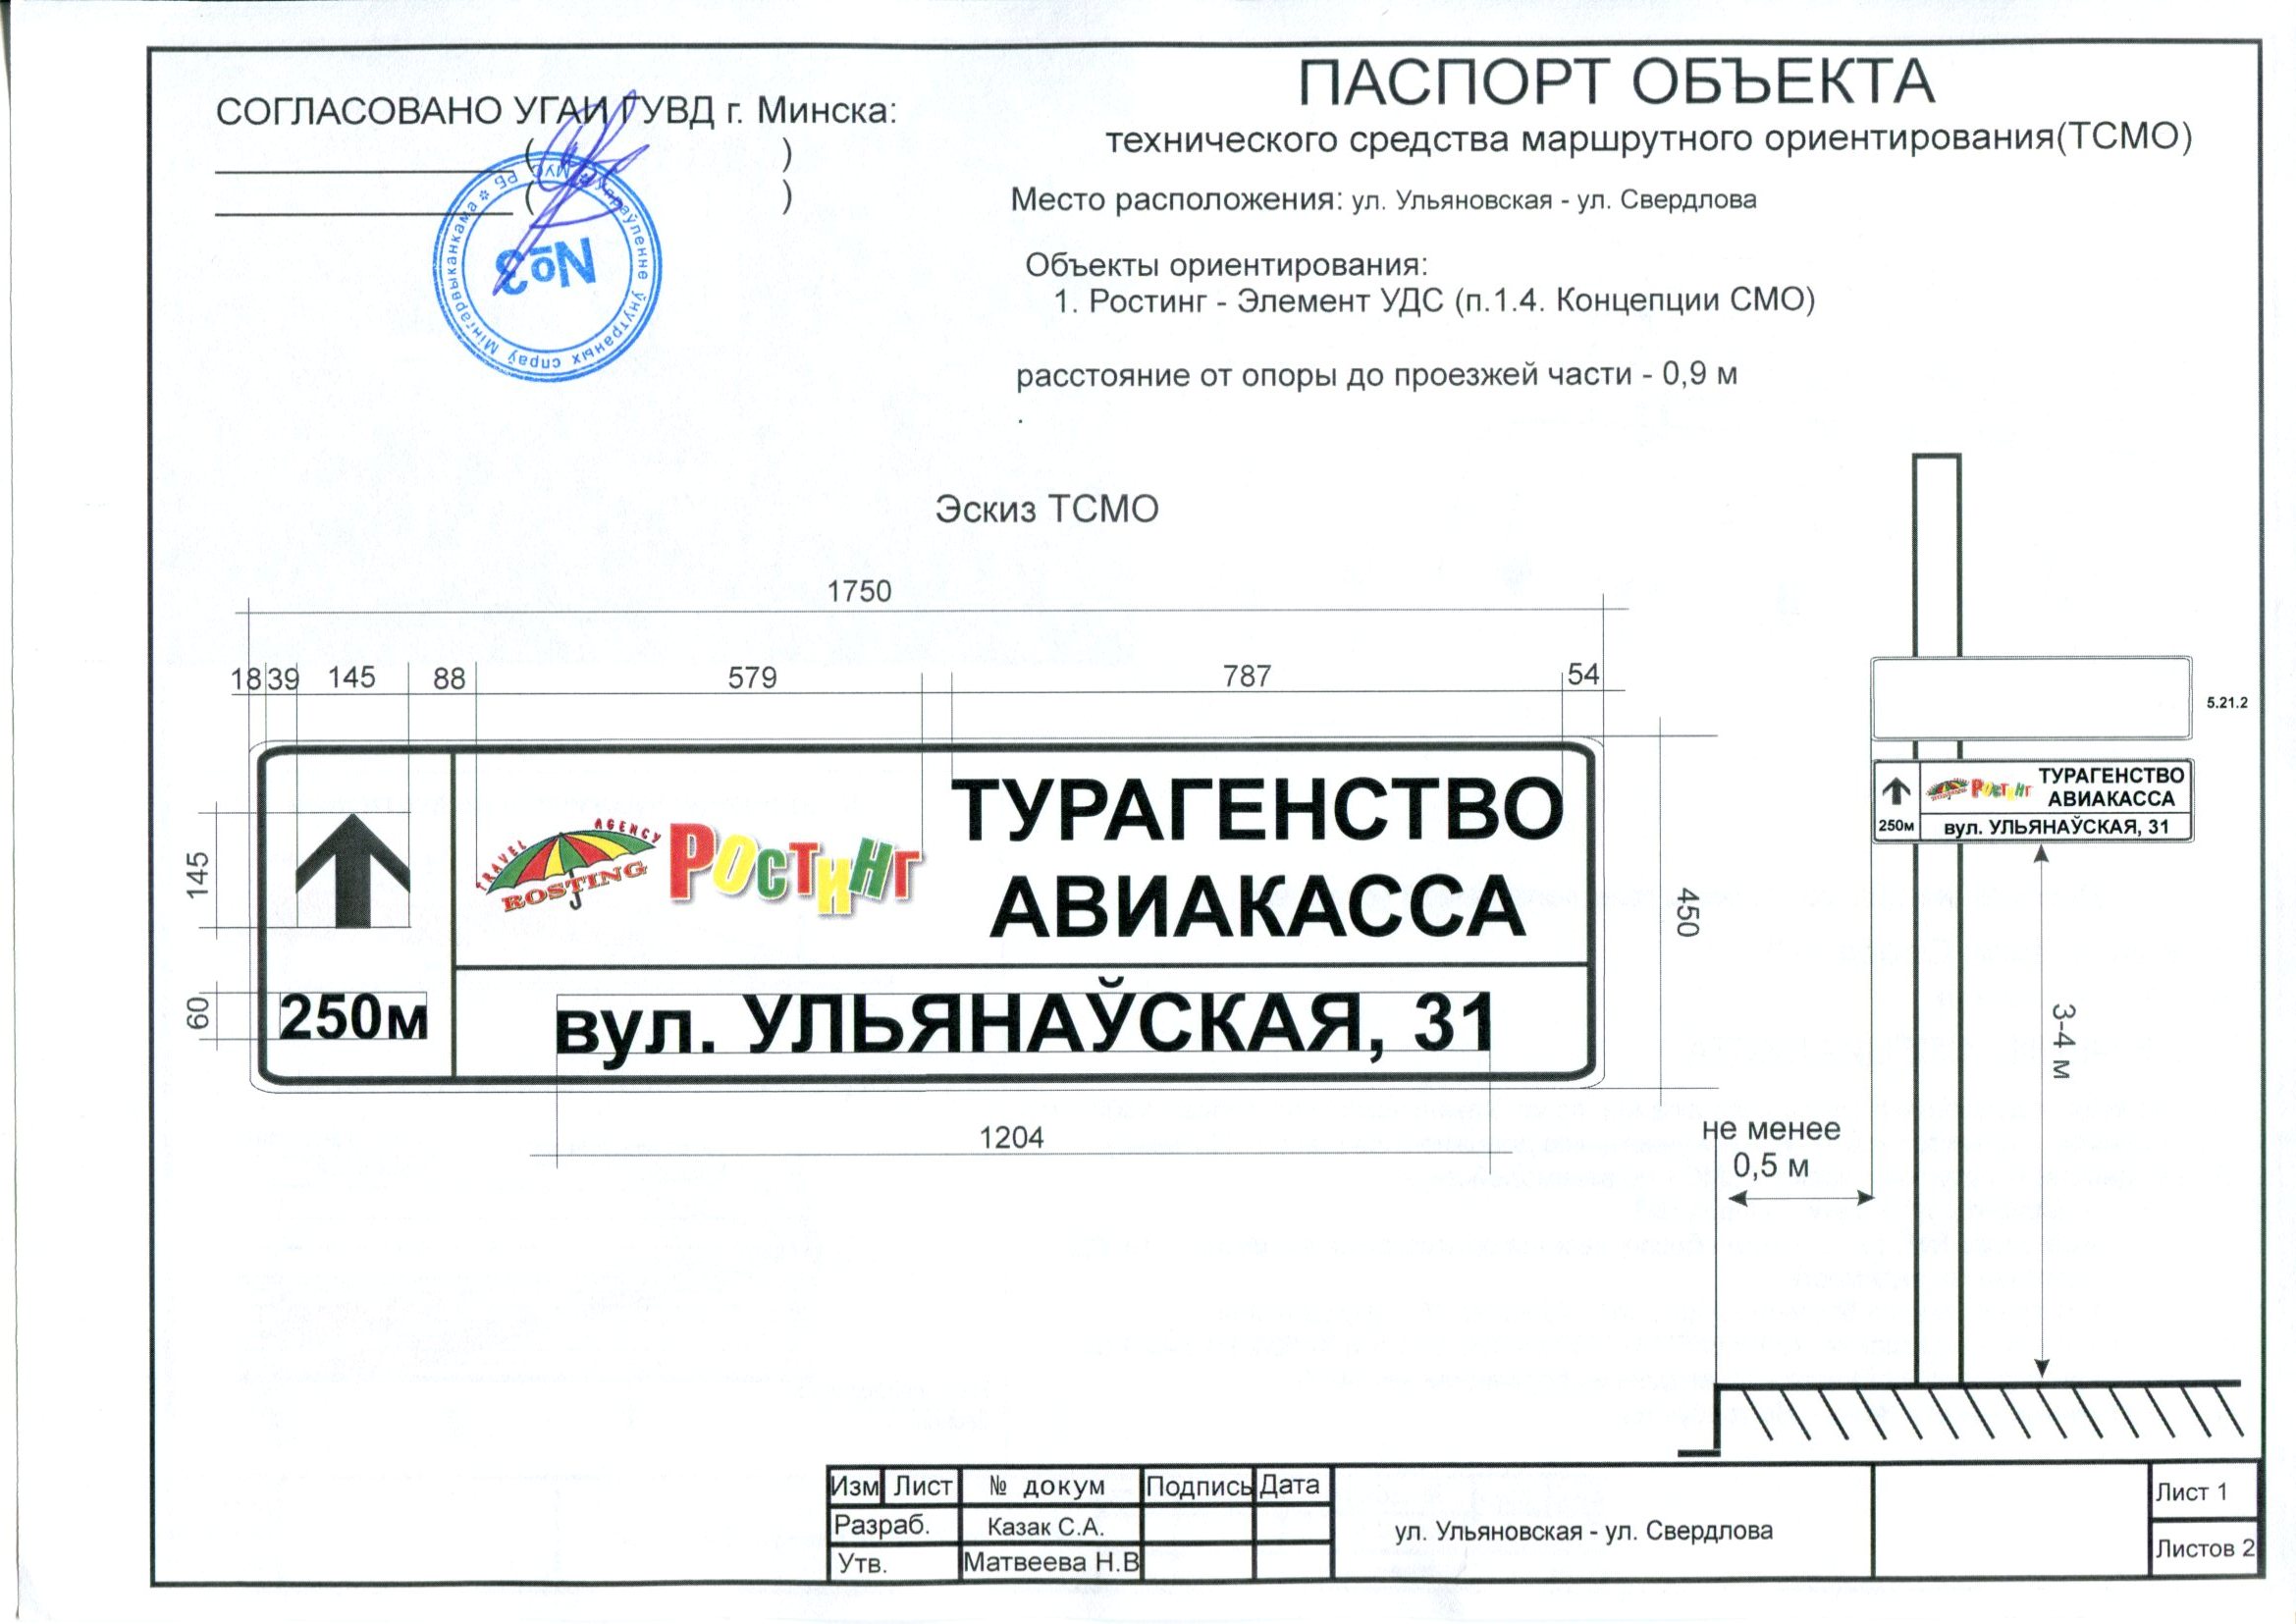 СОГЛАСОВАНО УГАИ ГУВД г. Минска:
( )
( )
Упраўленне ўнутраных спраў Мінгарвыканкама * МУС РБ *
№3
ПАСПОРТ ОБЪЕКТА
технического средства маршрутного ориентирования(ТСМО)
Место расположения: ул. Ульяновская - ул. Свердлова
Объекты ориентирования:
1. Ростинг - Элемент УДС (п.1.4. Концепции СМО)
расстояние от опоры до проезжей части - 0,9 м
.
Эскиз ТСМО
1750
18 39 145 88 579 787 54
145
60
450
TRAVEL AGENCY
ROSTING
РОСТИНГ
ТУРАГЕНСТВО
АВИАКАССА
250м
вул. УЛЬЯНАЎСКАЯ, 31
1204
5.21.2
РОСТИНГ
ТУРАГЕНСТВО
АВИАКАССА
250м
вул. УЛЬЯНАЎСКАЯ, 31
3-4 м
не менее
0,5 м
Изм Лист № докум Подпись Дата
Разраб. Казак С.А.
Утв. Матвеева Н.В
ул. Ульяновская - ул. Свердлова
Лист 1
Листов 2